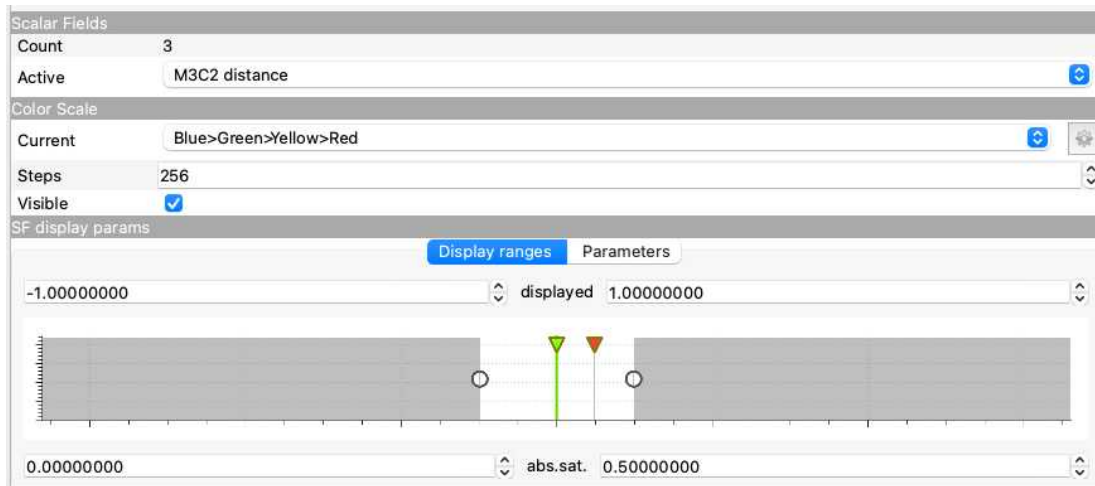 Scalar Fields
Count 3
Active M3C2 distance
Color Scale
Current Blue>Green>Yellow>Red
Steps 256
Visible
SF display params
Display ranges Parameters
-1.00000000 displayed 1.00000000
0.00000000 abs.sat. 0.50000000